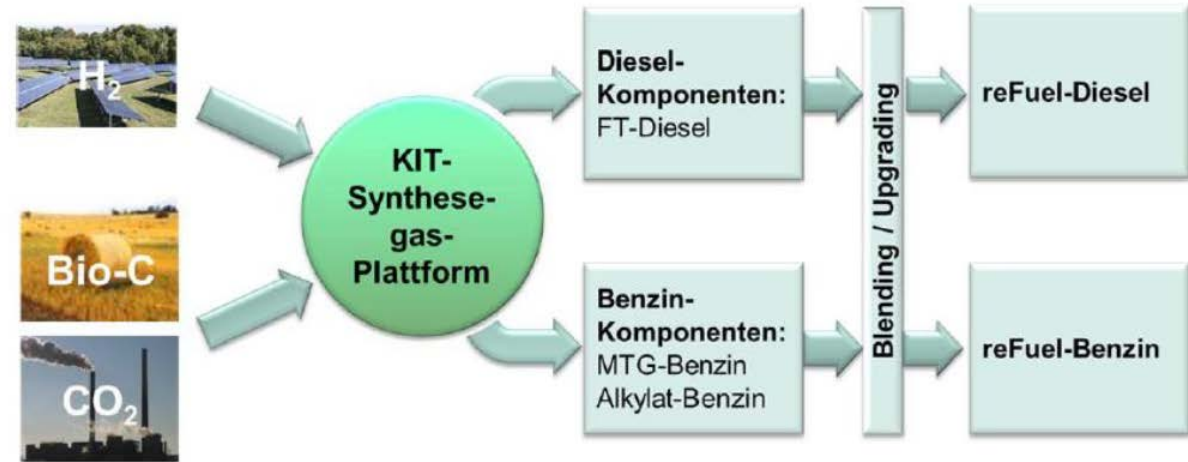 H₂
Bio-C
CO₂
KIT-
Synthese-
gas-
Plattform
Diesel-
Komponenten:
FT-Diesel
Benzin-
Komponenten:
MTG-Benzin
Alkylat-Benzin
Blending / Upgrading
reFuel-Diesel
reFuel-Benzin